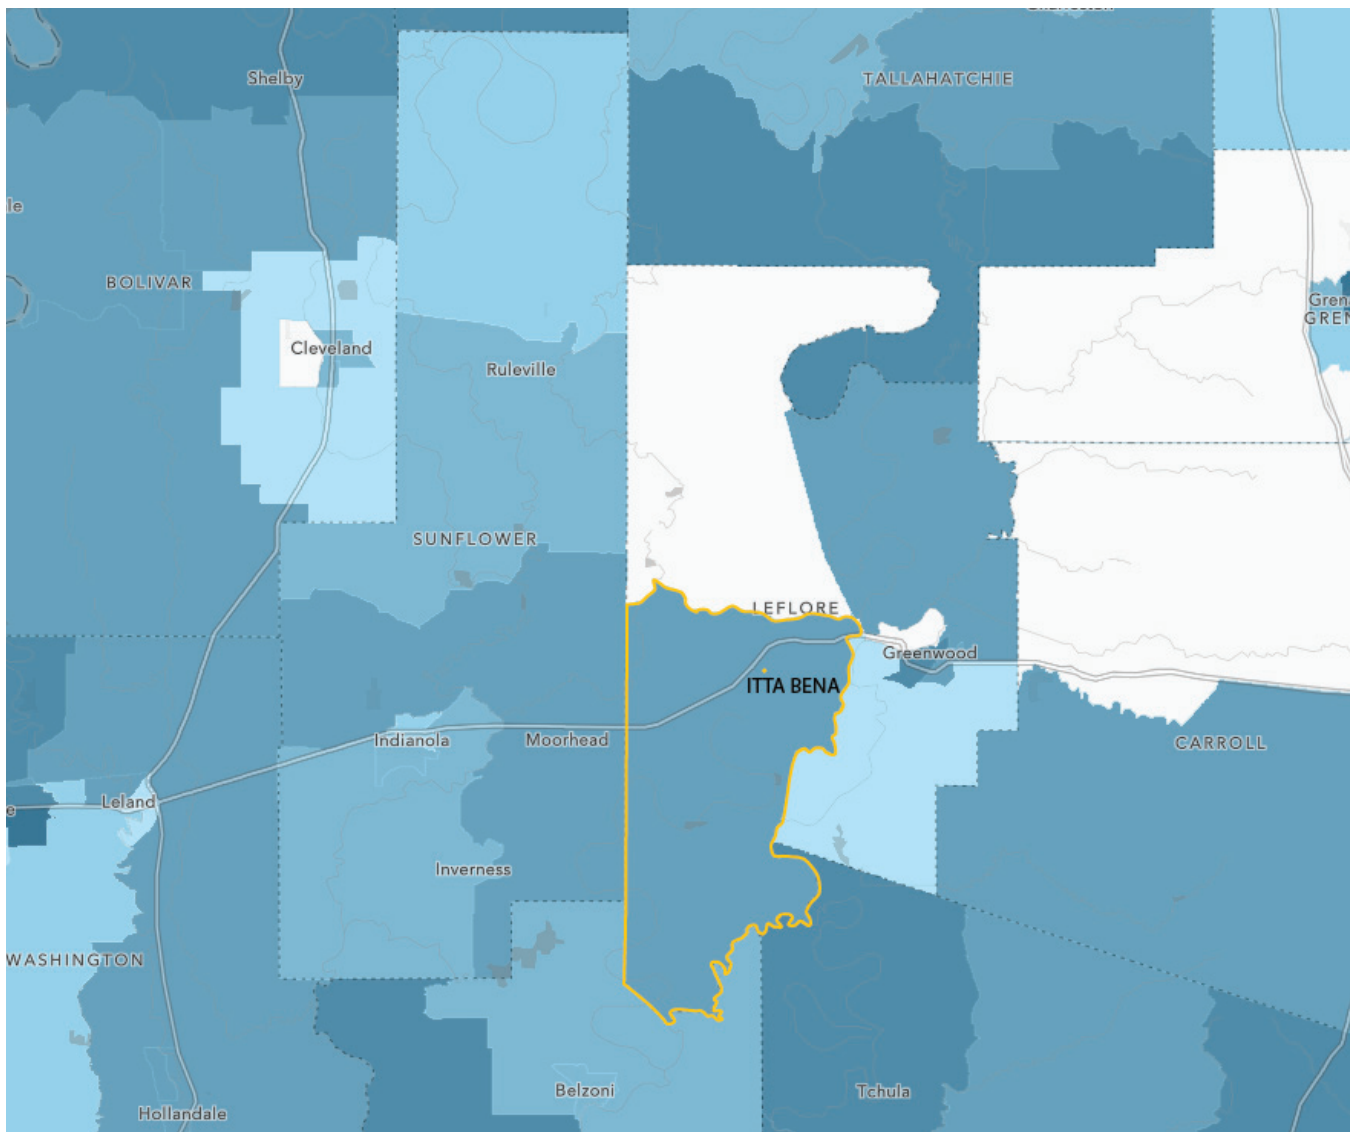 Shelby
TALLAHATCHIE
BOLIVAR
Cleveland
Ruleville
SUNFLOWER
LEFLORE
Greenwood
ITTA BENA
Indianola
Moorhead
CARROLL
Leland
Inverness
WASHINGTON
Belzoni
Tchula
Hollandale